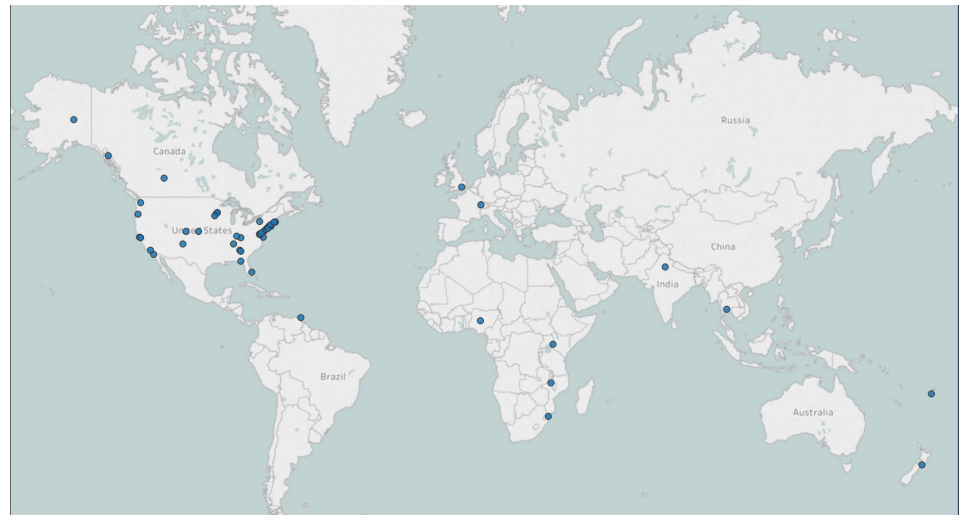 Russia
Canada
United States
China
India
Brazil
Australia